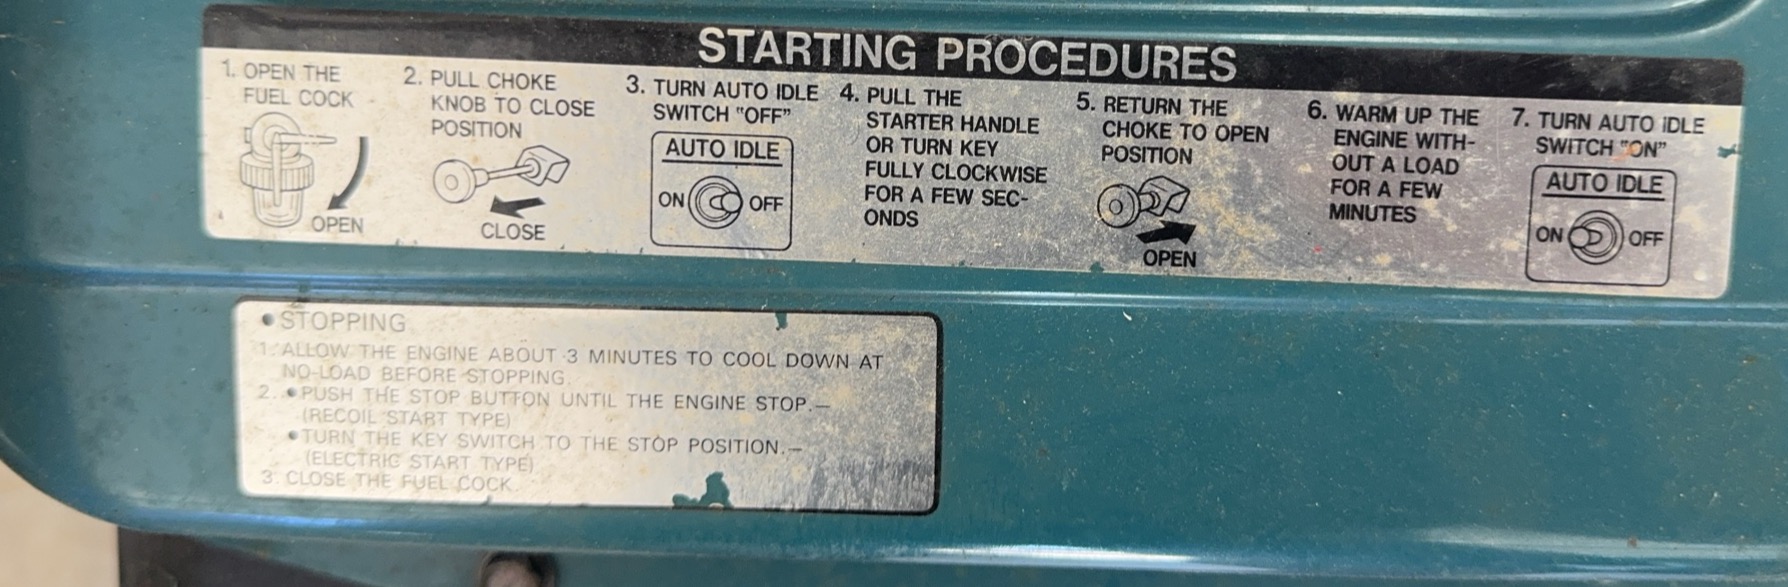 STARTING PROCEDURES
1. OPEN THE
FUEL COCK
OPEN
2. PULL CHOKE
KNOB TO CLOSE
POSITION
CLOSE
3. TURN AUTO IDLE
SWITCH "OFF"
AUTO IDLE
ON OFF
4. PULL THE
STARTER HANDLE
OR TURN KEY
FULLY CLOCKWISE
FOR A FEW SEC-
ONDS
5. RETURN THE
CHOKE TO OPEN
POSITION
OPEN
6. WARM UP THE
ENGINE WITH-
OUT A LOAD
FOR A FEW
MINUTES
7. TURN AUTO IDLE
SWITCH "ON"
AUTO IDLE
ON OFF
• STOPPING
1. ALLOW THE ENGINE ABOUT 3 MINUTES TO COOL DOWN AT
NO-LOAD BEFORE STOPPING.
2. • PUSH THE STOP BUTTON UNTIL THE ENGINE STOP.—
(RECOIL START TYPE)
• TURN THE KEY SWITCH TO THE STOP POSITION.—
(ELECTRIC START TYPE)
3. CLOSE THE FUEL COCK.